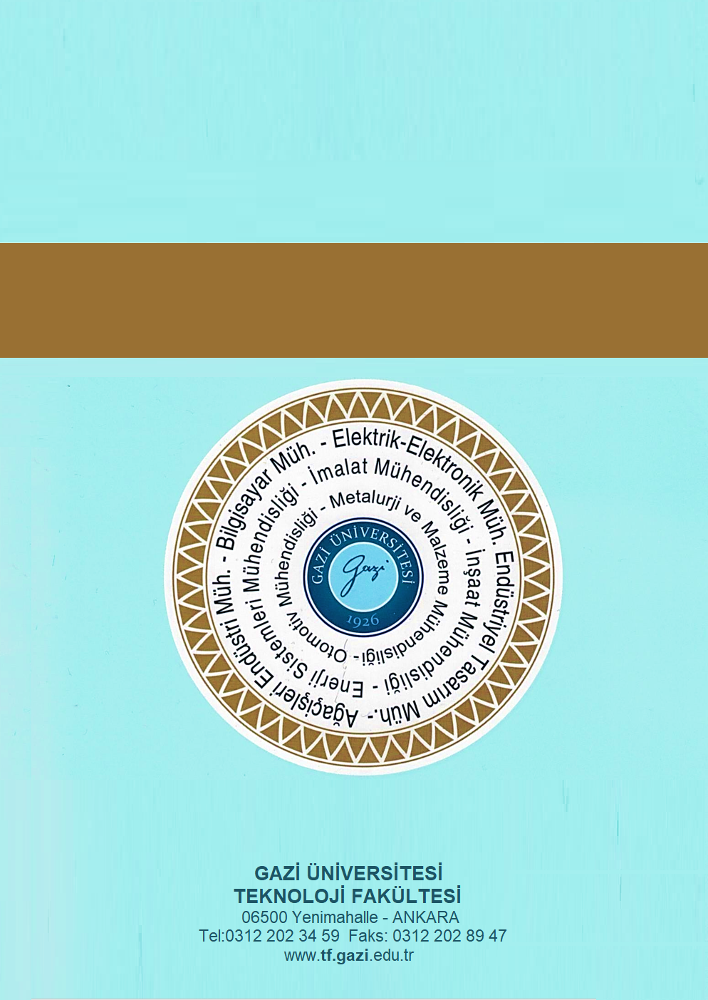 Ağaçişleri Endüstri Müh. - Bilgisayar Müh. - Elektrik-Elektronik Müh. Endüstriyel Tasarım Müh.-
Enerji Sistemleri Mühendisliği - İmalat Mühendisliği - İnşaat Mühendisliği -
Otomotiv Mühendisliği - Metalurji ve Malzeme Mühendisliği -
GAZİ ÜNİVERSİTESİ
gazi
1926
GAZİ ÜNİVERSİTESİ
TEKNOLOJİ FAKÜLTESİ
06500 Yenimahalle - ANKARA
Tel:0312 202 34 59 Faks: 0312 202 89 47
www.tf.gazi.edu.tr